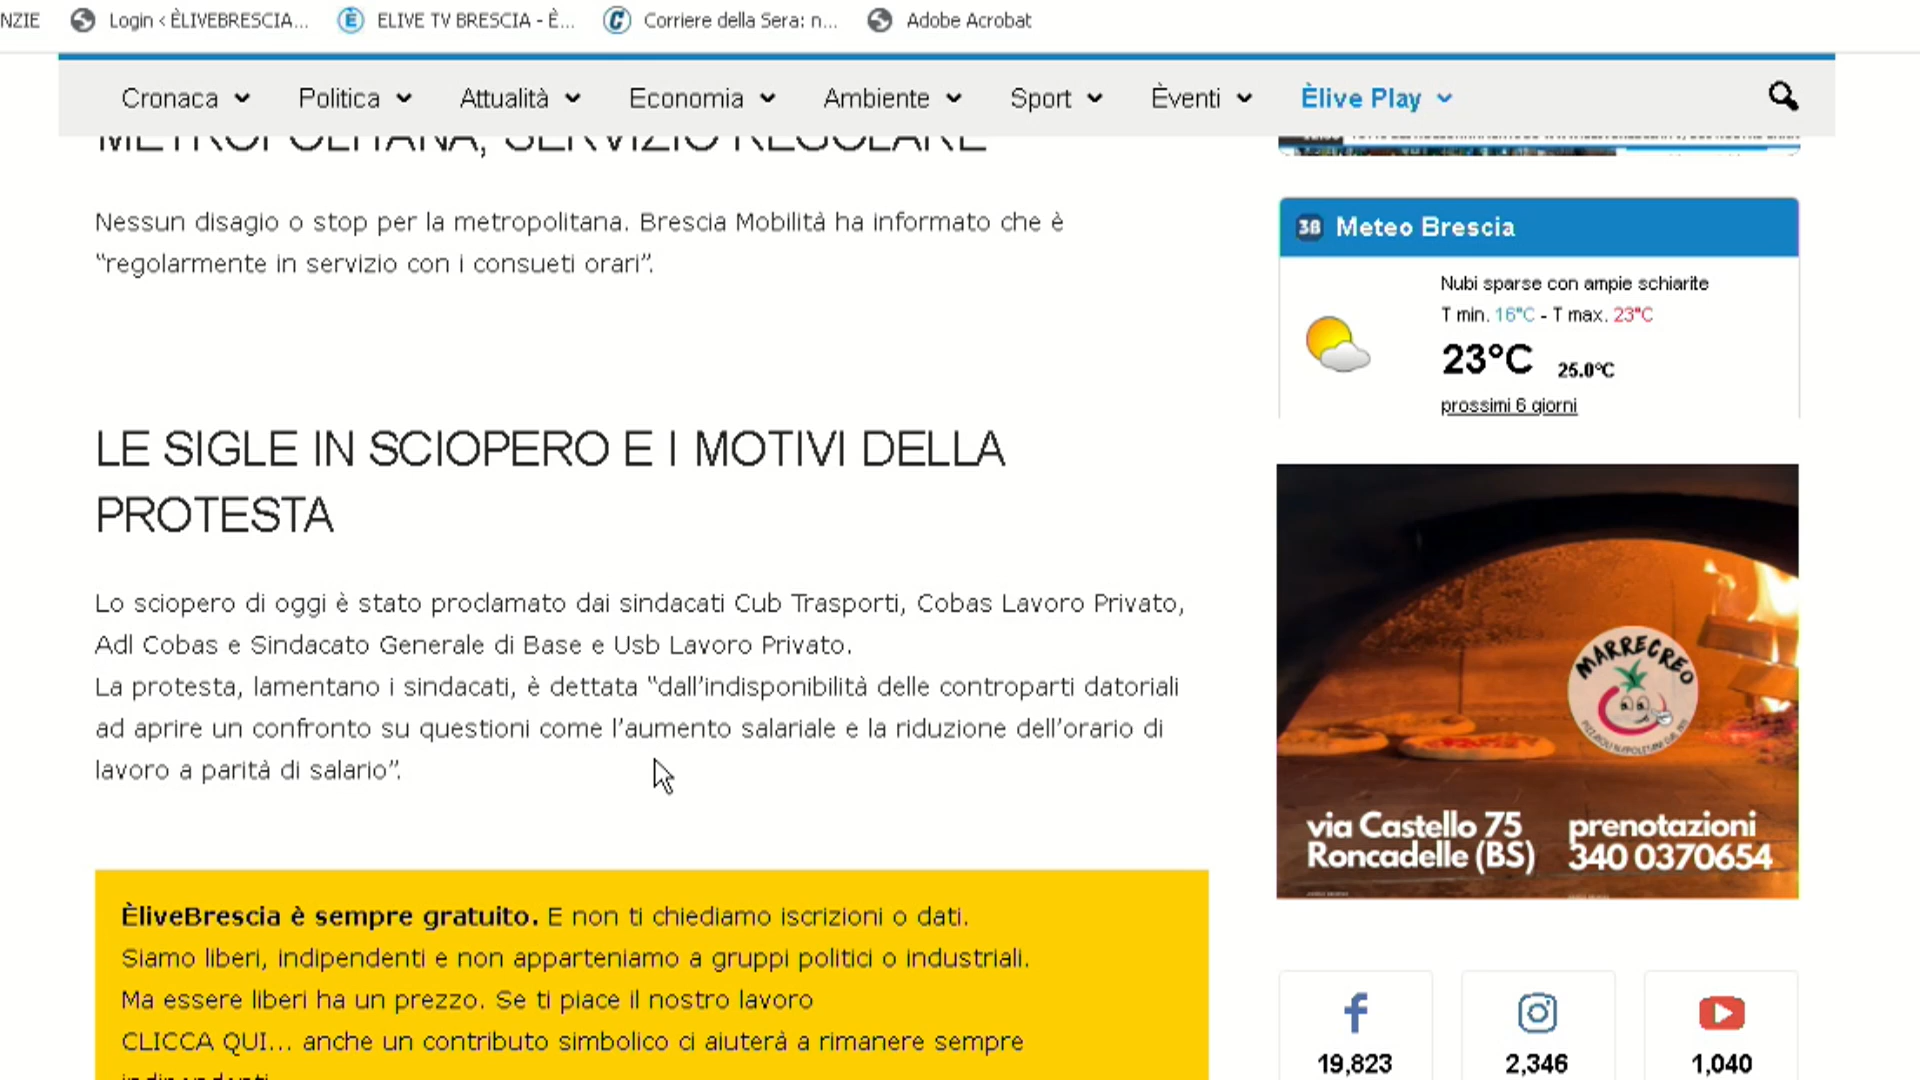 NZIE
Login ‹ ÈLIVEBRESCIA...
ELIVE TV BRESCIA - È...
Corriere della Sera: n...
Adobe Acrobat
Cronaca
Politica
Attualità
Economia
Ambiente
Sport
Èventi
Èlive Play
METROPOLITANA, SERVIZIO REGOLARE
Nessun disagio o stop per la metropolitana. Brescia Mobilità ha informato che è
“regolarmente in servizio con i consueti orari”.
LE SIGLE IN SCIOPERO E I MOTIVI DELLA
PROTESTA
Lo sciopero di oggi è stato proclamato dai sindacati Cub Trasporti, Cobas Lavoro Privato,
Adl Cobas e Sindacato Generale di Base e Usb Lavoro Privato.
La protesta, lamentano i sindacati, è dettata “dall’indisponibilità delle controparti datoriali
ad aprire un confronto su questioni come l’aumento salariale e la riduzione dell’orario di
lavoro a parità di salario”.
ÈliveBrescia è sempre gratuito. E non ti chiediamo iscrizioni o dati.
Siamo liberi, indipendenti e non apparteniamo a gruppi politici o industriali.
Ma essere liberi ha un prezzo. Se ti piace il nostro lavoro
CLICCA QUI... anche un contributo simbolico ci aiuterà a rimanere sempre
3B Meteo Brescia
Nubi sparse con ampie schiarite
T min. 16°C - T max. 23°C
23°C 25.0°C
prossimi 6 giorni
MARRECREO
via Castello 75
Roncadelle (BS)
prenotazioni
340 0370654
19,823
2,346
1,040